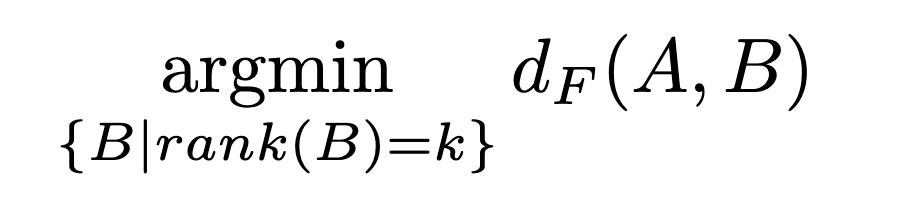 argmin d_F(A, B)
{B|rank(B)=k}